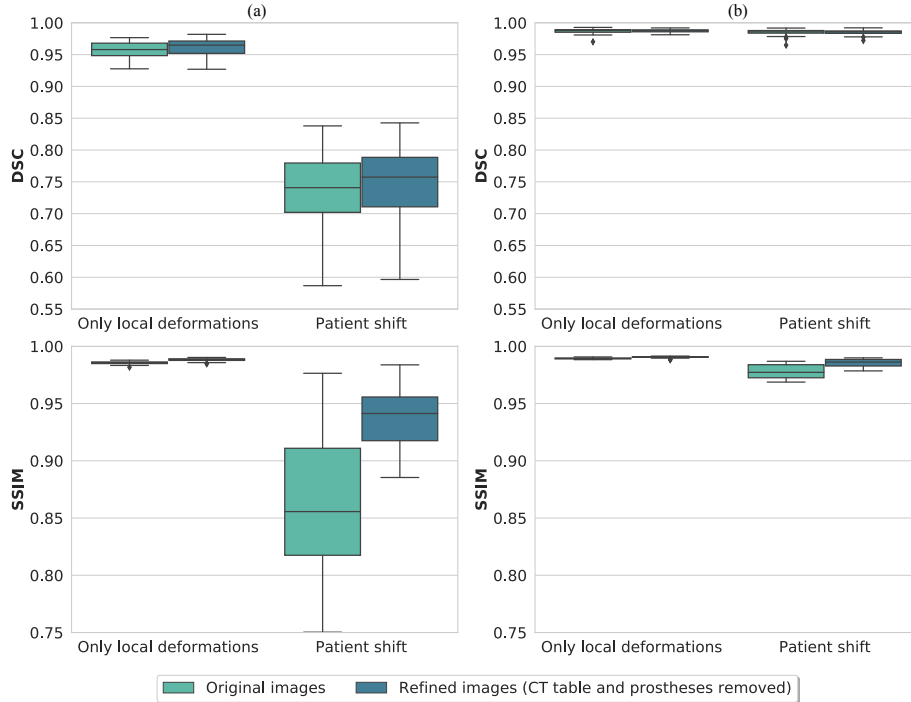 (a)
(b)
1.00
0.95
0.90
0.85
0.80
0.75
0.70
0.65
0.60
0.55
DSC
Only local deformations
Patient shift
1.00
0.95
0.90
0.85
0.80
0.75
0.70
0.65
0.60
0.55
DSC
Only local deformations
Patient shift
1.00
0.95
0.90
0.85
0.80
0.75
SSIM
Only local deformations
Patient shift
1.00
0.95
0.90
0.85
0.80
0.75
SSIM
Only local deformations
Patient shift
Original images
Refined images (CT table and prostheses removed)